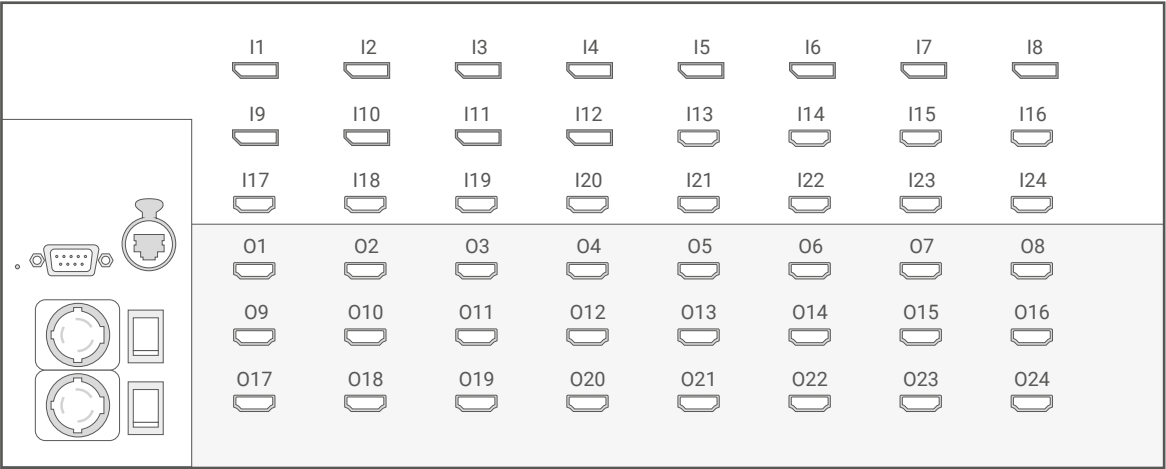 I1 I2 I3 I4 I5 I6 I7 I8
I9 I10 I11 I12 I13 I14 I15 I16
I17 I18 I19 I20 I21 I22 I23 I24
O1 O2 O3 O4 O5 O6 O7 O8
O9 O10 O11 O12 O13 O14 O15 O16
O17 O18 O19 O20 O21 O22 O23 O24